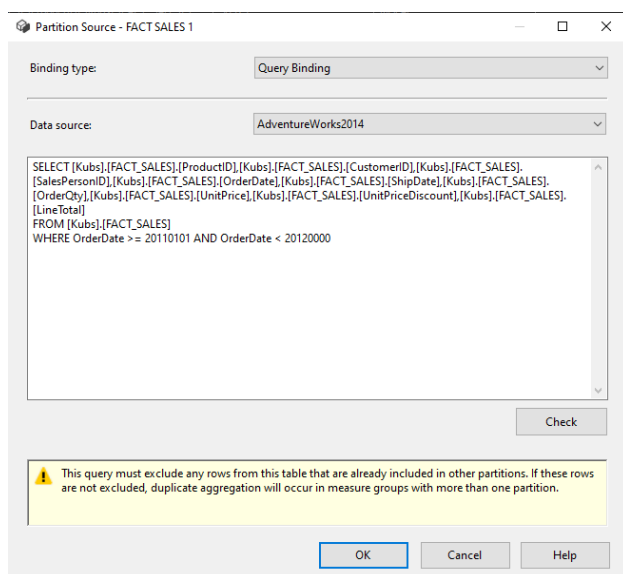 Partition Source - FACT SALES 1
Binding type:
Query Binding
Data source:
AdventureWorks2014
SELECT [Kubs].[FACT_SALES].[ProductID],[Kubs].[FACT_SALES].[CustomerID],[Kubs].[FACT_SALES].
[SalesPersonID],[Kubs].[FACT_SALES].[OrderDate],[Kubs].[FACT_SALES].[ShipDate],[Kubs].[FACT_SALES].
[OrderQty],[Kubs].[FACT_SALES].[UnitPrice],[Kubs].[FACT_SALES].[UnitPriceDiscount],[Kubs].[FACT_SALES].
[LineTotal]
FROM [Kubs].[FACT_SALES]
WHERE OrderDate >= 20110101 AND OrderDate < 20120000
Check
This query must exclude any rows from this table that are already included in other partitions. If these rows
are not excluded, duplicate aggregation will occur in measure groups with more than one partition.
OK
Cancel
Help